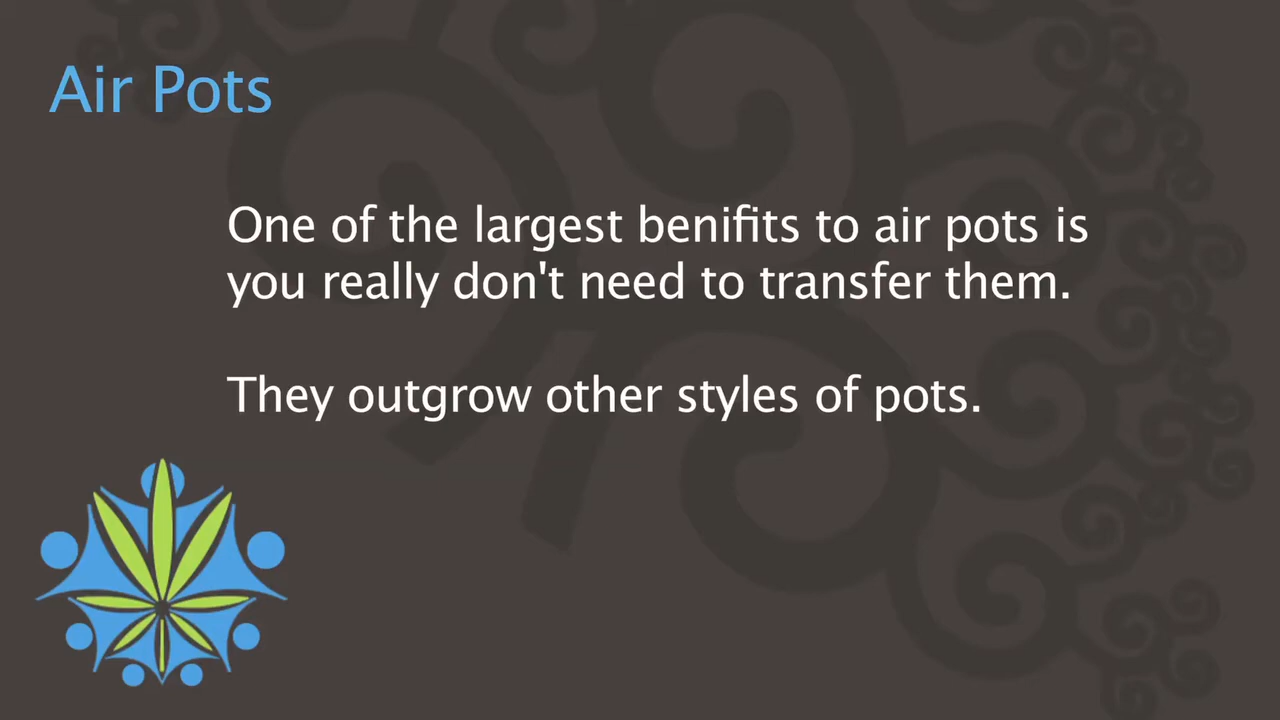 Air Pots
One of the largest benifits to air pots is
you really don't need to transfer them.
They outgrow other styles of pots.